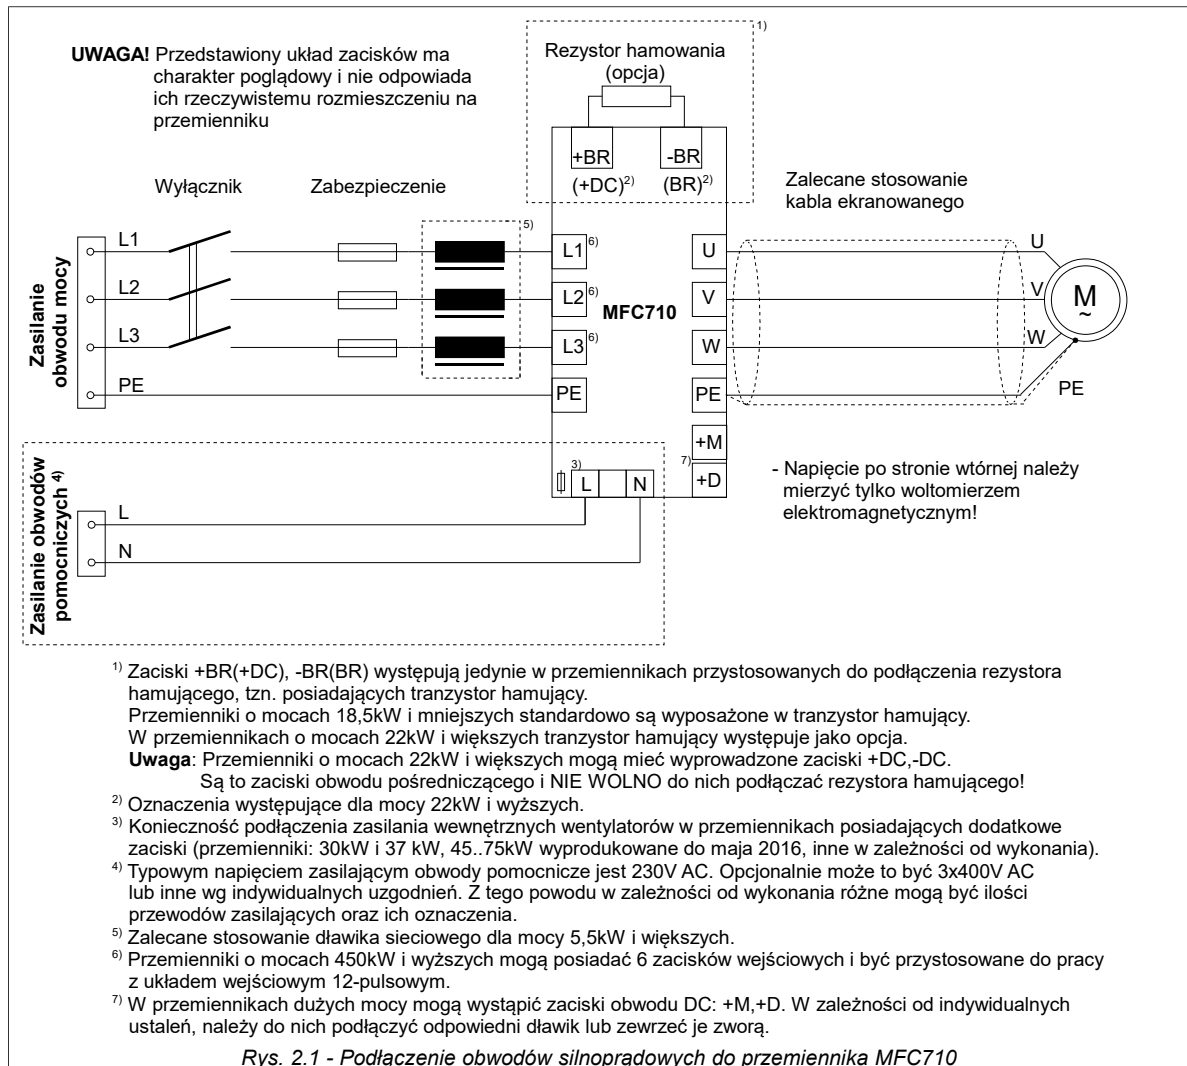 UWAGA! Przedstawiony układ zacisków ma
charakter poglądowy i nie odpowiada
ich rzeczywistemu rozmieszczeniu na
przemienniku
1)
Rezystor hamowania
(opcja)
+BR
-BR
(+DC)2)
(BR)2)
Wyłącznik
Zabezpieczenie
Zalecane stosowanie
kabla ekranowanego
5)
Zasilanie
obwodu mocy
L1
L2
L3
PE
L1 6)
L2 6)
L3 6)
PE
MFC710
U
V
W
PE
+M
7)
+D
U
V
W
PE
M
~
3)
L
N
- Napięcie po stronie wtórnej należy
mierzyć tylko woltomierzem
elektromagnetycznym!
Zasilanie obwodów
pomocniczych 4)
L
N
1) Zaciski +BR(+DC), -BR(BR) występują jedynie w przemiennikach przystosowanych do podłączenia rezystora
hamującego, tzn. posiadających tranzystor hamujący.
Przemienniki o mocach 18,5kW i mniejszych standardowo są wyposażone w tranzystor hamujący.
W przemiennikach o mocach 22kW i większych tranzystor hamujący występuje jako opcja.
Uwaga: Przemienniki o mocach 22kW i większych mogą mieć wyprowadzone zaciski +DC,-DC.
Są to zaciski obwodu pośredniczącego i NIE WOLNO do nich podłączać rezystora hamującego!
2) Oznaczenia występujące dla mocy 22kW i wyższych.
3) Konieczność podłączenia zasilania wewnętrznych wentylatorów w przemiennikach posiadających dodatkowe
zaciski (przemienniki: 30kW i 37 kW, 45..75kW wyprodukowane do maja 2016, inne w zależności od wykonania).
4) Typowym napięciem zasilającym obwody pomocnicze jest 230V AC. Opcjonalnie może to być 3x400V AC
lub inne wg indywidualnych uzgodnień. Z tego powodu w zależności od wykonania różne mogą być ilości
przewodów zasilających oraz ich oznaczenia.
5) Zalecane stosowanie dławika sieciowego dla mocy 5,5kW i większych.
6) Przemienniki o mocach 450kW i wyższych mogą posiadać 6 zacisków wejściowych i być przystosowane do pracy
z układem wejściowym 12-pulsowym.
7) W przemiennikach dużych mocy mogą wystąpić zaciski obwodu DC: +M,+D. W zależności od indywidualnych
ustaleń, należy do nich podłączyć odpowiedni dławik lub zewrzeć je zworą.
Rys. 2.1 - Podłączenie obwodów silnoprądowych do przemiennika MFC710